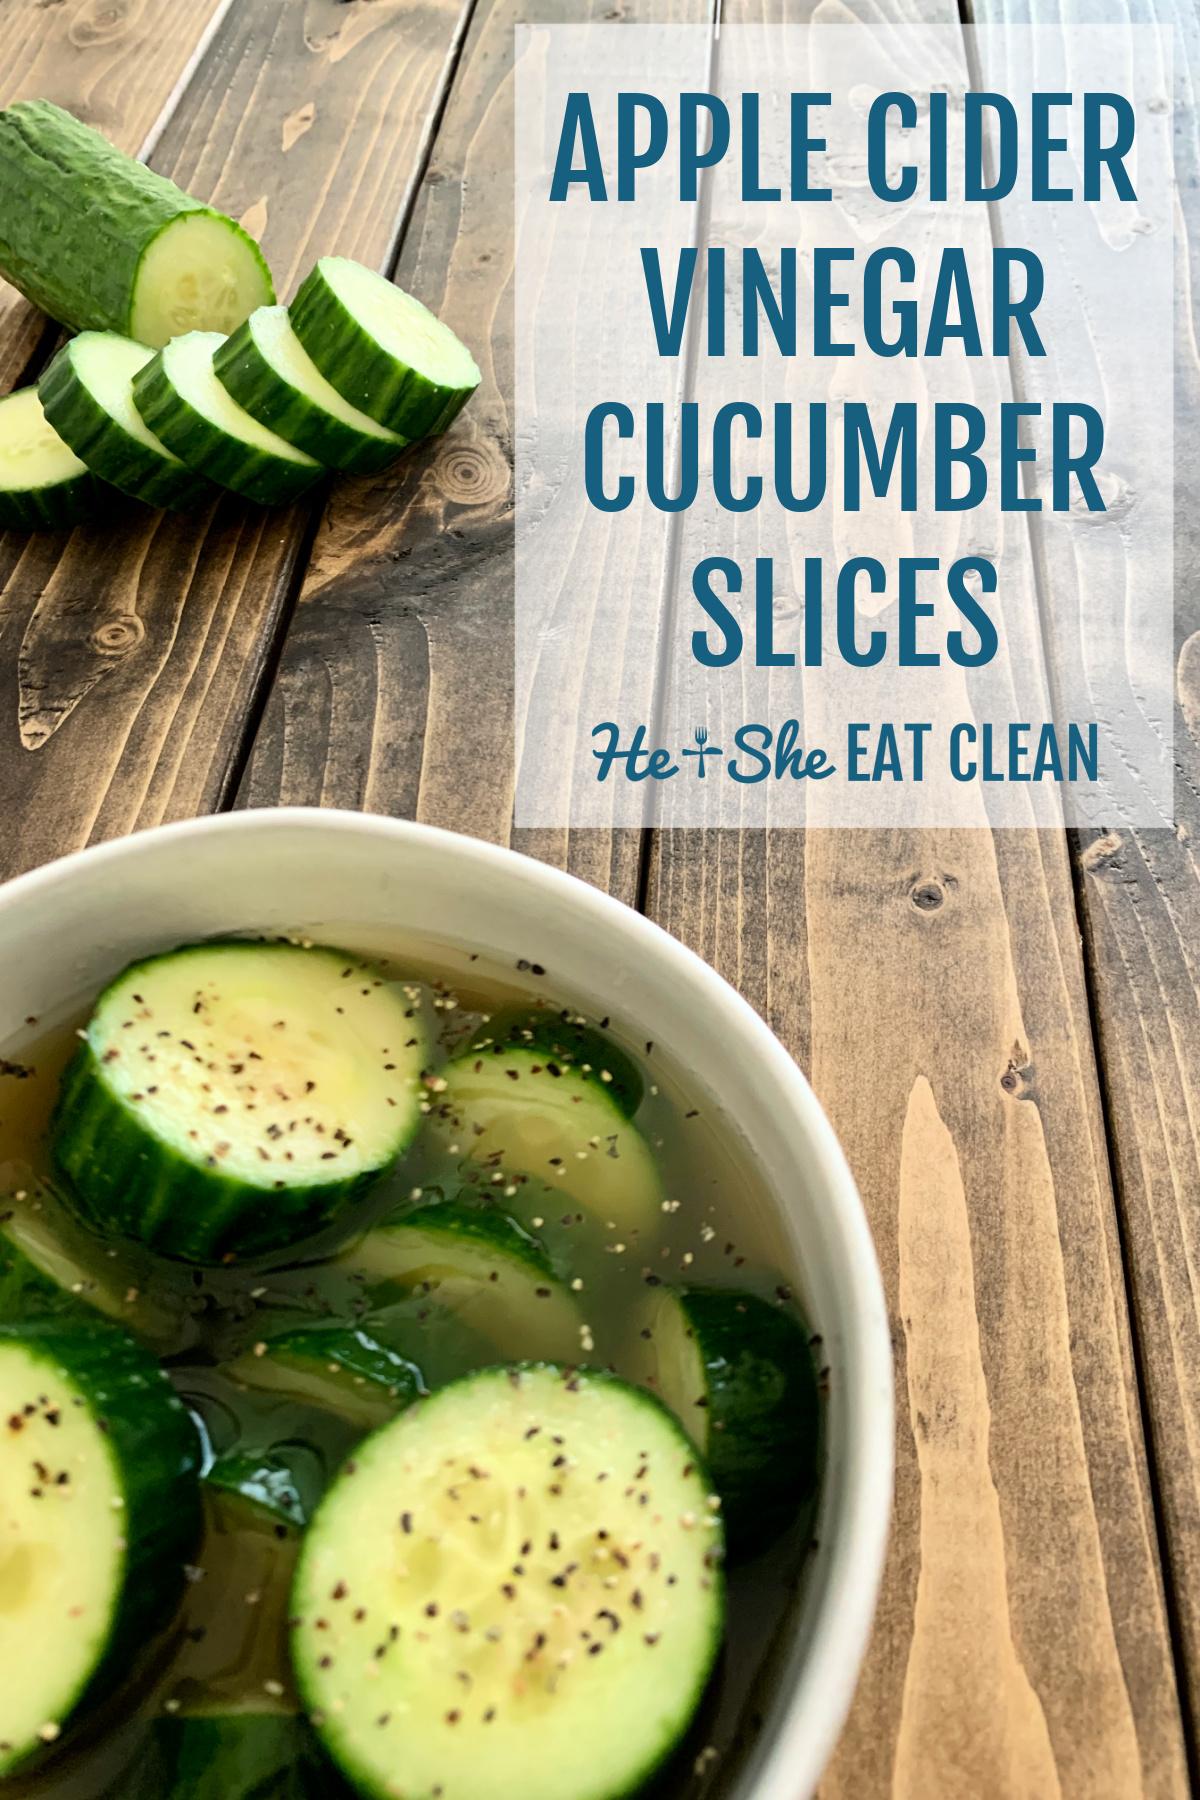 APPLE CIDER
VINEGAR
CUCUMBER
SLICES
He She EAT CLEAN